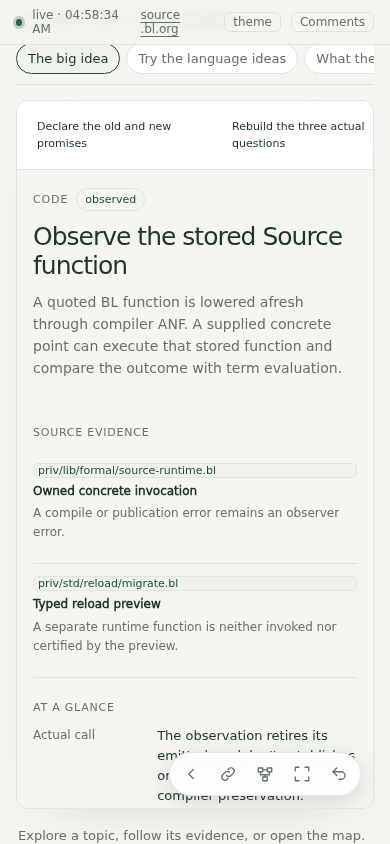 live · 04:58:34 AM
source.bl.org
theme
Comments
The big idea
Try the language ideas
What the
Declare the old and new promises
Rebuild the three actual questions
CODE observed
Observe the stored Source
function
A quoted BL function is lowered afresh
through compiler ANF. A supplied concrete
point can execute that stored function and
compare the outcome with term evaluation.
SOURCE EVIDENCE
priv/lib/formal/source-runtime.bl
Owned concrete invocation
A compile or publication error remains an observer
error.
priv/std/reload/migrate.bl
Typed reload preview
A separate runtime function is neither invoked nor
certified by the preview.
AT A GLANCE
Actual call
The observation retires its
compiler preservation.
Explore a topic, follow its evidence, or open the map.